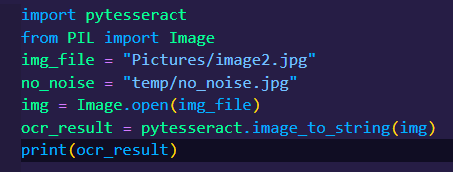 import pytesseract
from PIL import Image
img_file = "Pictures/image2.jpg"
no_noise = "temp/no_noise.jpg"
img = Image.open(img_file)
ocr_result = pytesseract.image_to_string(img)
print(ocr_result)